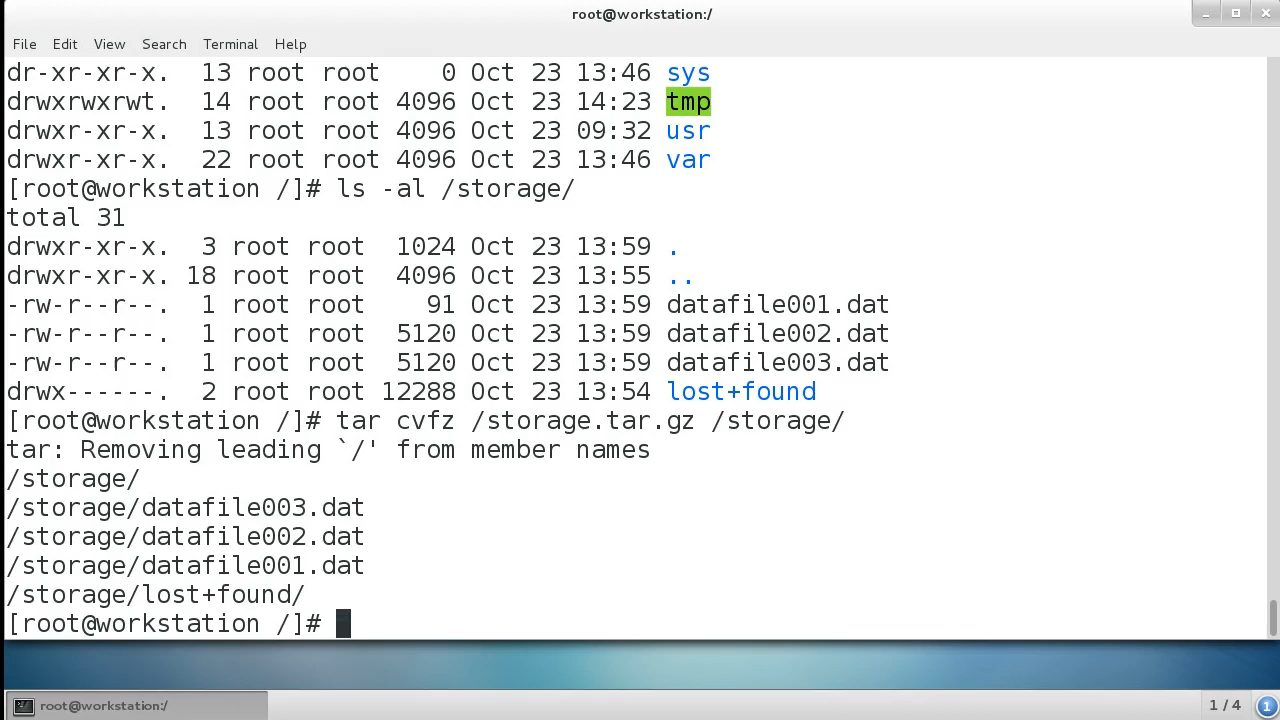 root@workstation:/
File Edit View Search Terminal Help
dr-xr-xr-x.  13 root root    0 Oct 23 13:46 sys
drwxrwxrwt.  14 root root 4096 Oct 23 14:23 tmp
drwxr-xr-x.  13 root root 4096 Oct 23 09:32 usr
drwxr-xr-x.  22 root root 4096 Oct 23 13:46 var
[root@workstation /]# ls -al /storage/
total 31
drwxr-xr-x.  3 root root  1024 Oct 23 13:59 .
drwxr-xr-x. 18 root root  4096 Oct 23 13:55 ..
-rw-r--r--.  1 root root    91 Oct 23 13:59 datafile001.dat
-rw-r--r--.  1 root root  5120 Oct 23 13:59 datafile002.dat
-rw-r--r--.  1 root root  5120 Oct 23 13:59 datafile003.dat
drwx------.  2 root root 12288 Oct 23 13:54 lost+found
[root@workstation /]# tar cvfz /storage.tar.gz /storage/
tar: Removing leading `/' from member names
/storage/
/storage/datafile003.dat
/storage/datafile002.dat
/storage/datafile001.dat
/storage/lost+found/
[root@workstation /]#
root@workstation:/
1 / 4
1